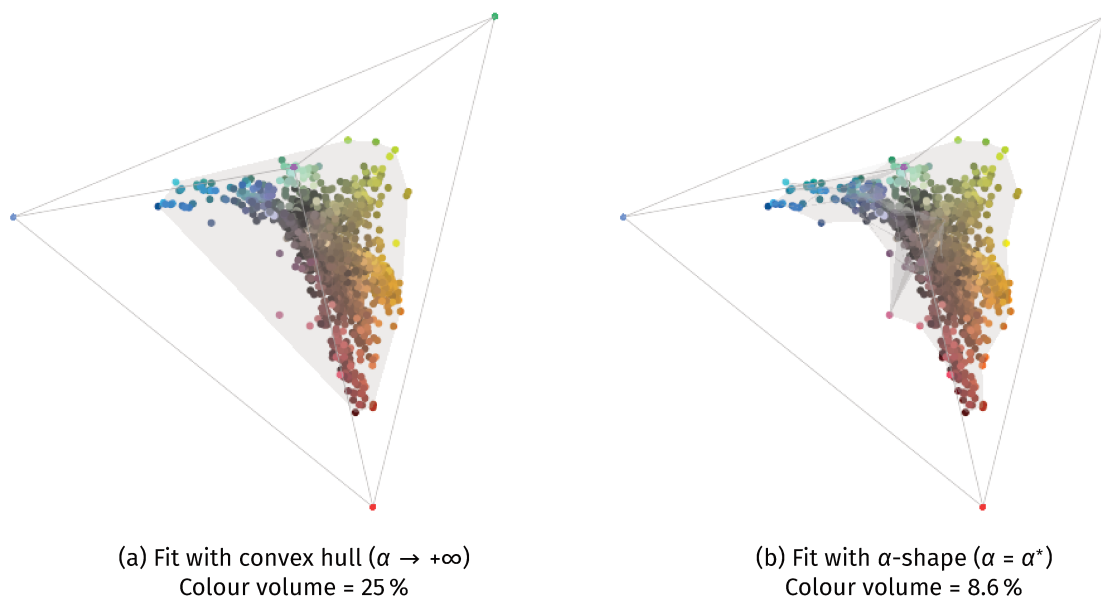 (a) Fit with convex hull (α → +∞)
Colour volume = 25 %
(b) Fit with α-shape (α = α*)
Colour volume = 8.6 %